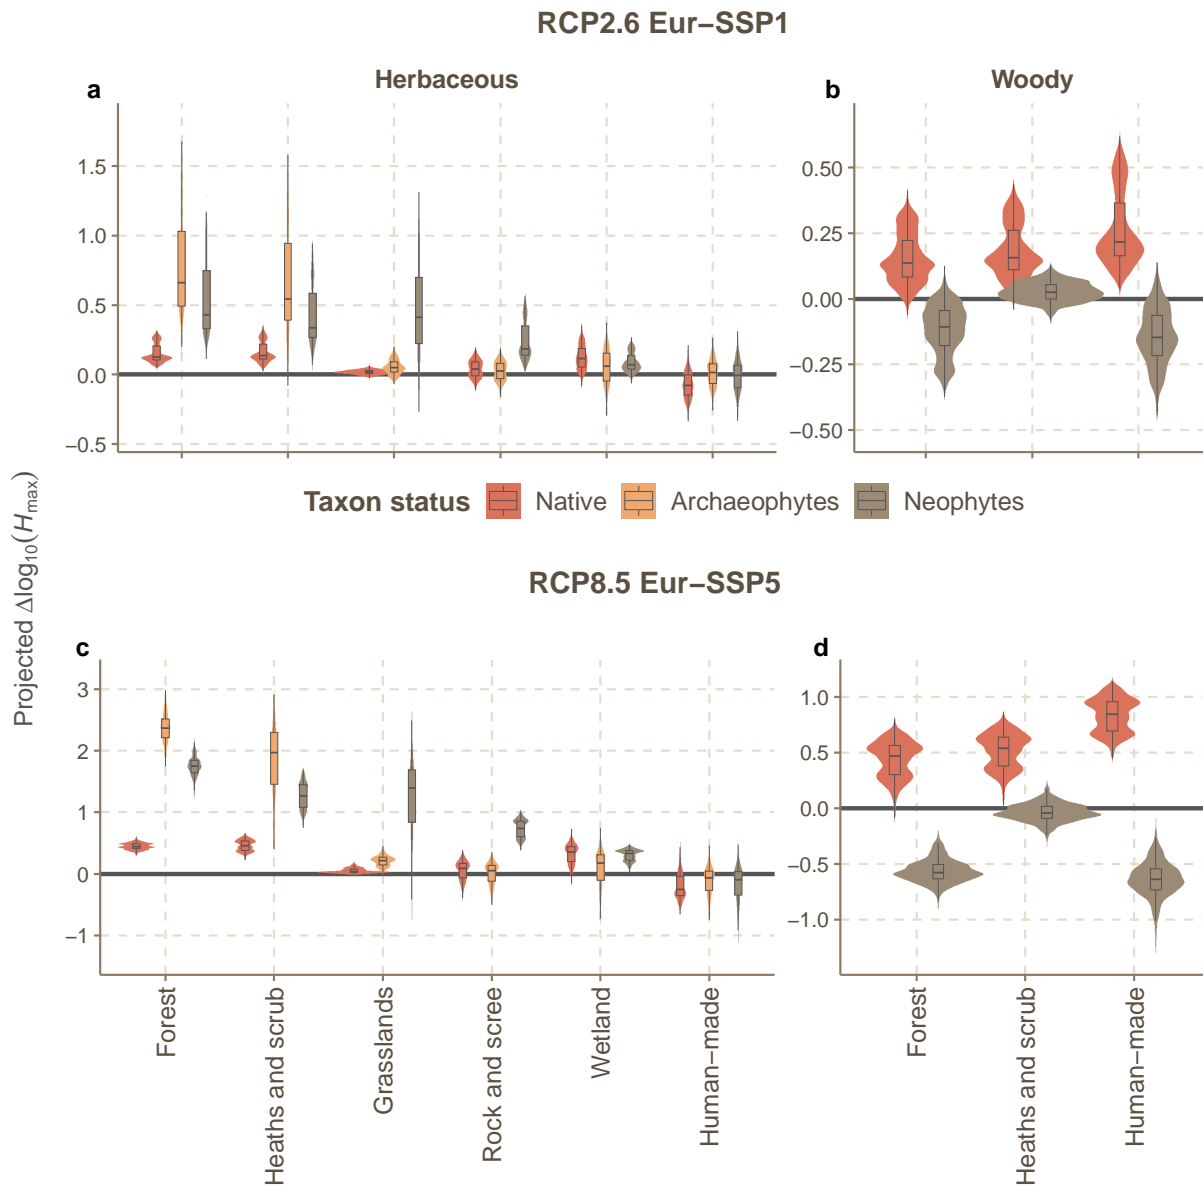 RCP2.6 Eur−SSP1
a
Herbaceous
b
Woody
1.5
1.0
0.5
0.0
−0.5
0.50
0.25
0.00
−0.25
−0.50
Projected Δlog₁₀(Hmax)
Taxon status
Native
Archaeophytes
Neophytes
RCP8.5 Eur−SSP5
c
d
3
2
1
0
−1
1.0
0.5
0.0
−0.5
−1.0
Forest
Heaths and scrub
Grasslands
Rock and scree
Wetland
Human−made
Forest
Heaths and scrub
Human−made